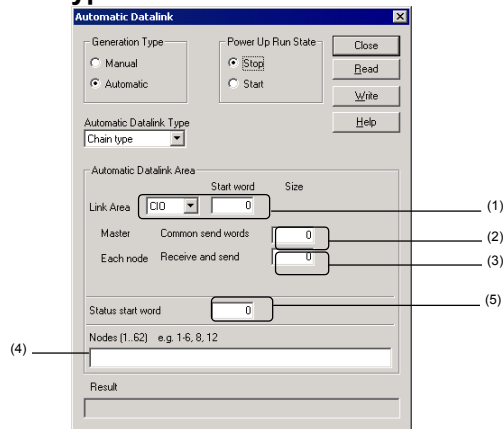 Automatic Datalink
Generation Type
Manual
Automatic
Power Up Run State
Stop
Start
Close
Read
Write
Help
Automatic Datalink Type
Chain type
Automatic Datalink Area
Start word Size
Link Area CIO 0 (1)
Master Common send words 0 (2)
Each node Receive and send 0 (3)
Status start word 0 (5)
Nodes (1..62) e.g. 1-6, 8, 12
(4)
Result